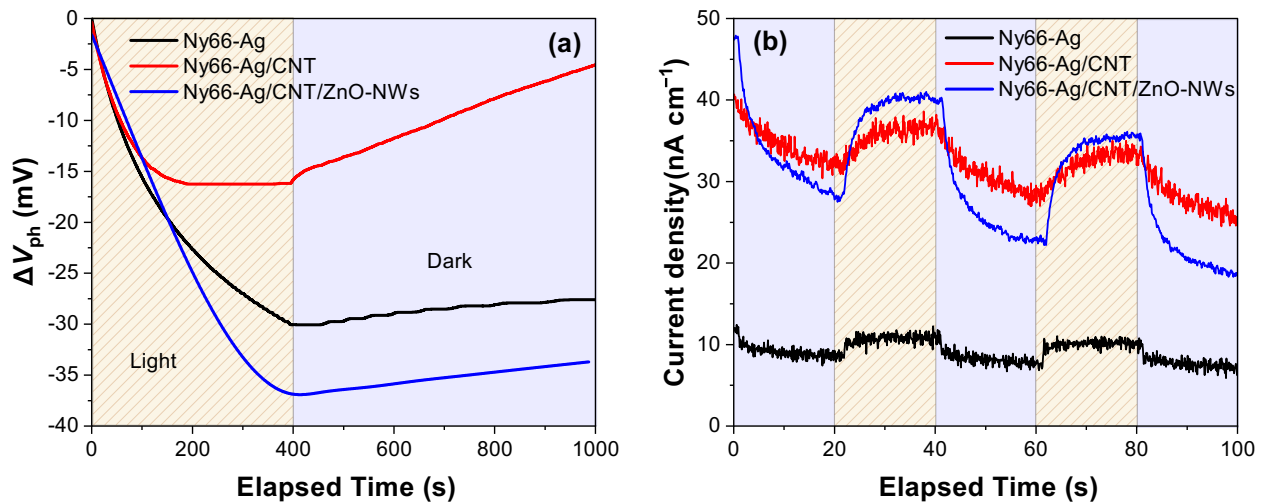 (a)
Ny66-Ag
Ny66-Ag/CNT
Ny66-Ag/CNT/ZnO-NWs
Light
Dark
0
-5
-10
-15
-20
-25
-30
-35
-40
ΔVph (mV)
0 200 400 600 800 1000
Elapsed Time (s)
(b)
Ny66-Ag
Ny66-Ag/CNT
Ny66-Ag/CNT/ZnO-NWs
50
40
30
20
10
0
Current density (nA cm⁻¹)
0 20 40 60 80 100
Elapsed Time (s)